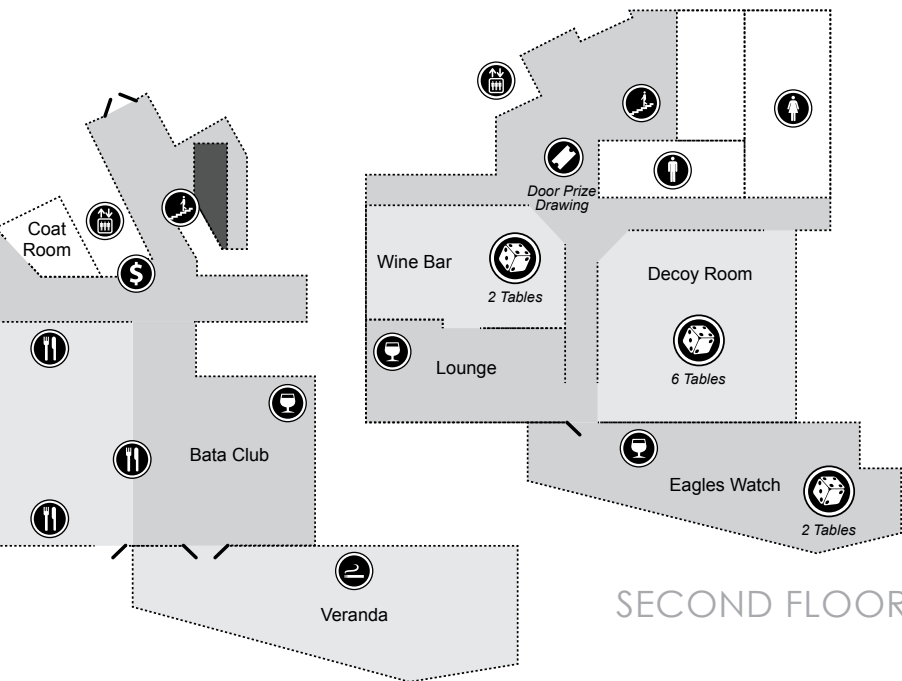 Coat
Room
$
Bata Club
Veranda
Door Prize
Drawing
Wine Bar
2 Tables
Decoy Room
6 Tables
Lounge
Eagles Watch
2 Tables
SECOND FLOOR